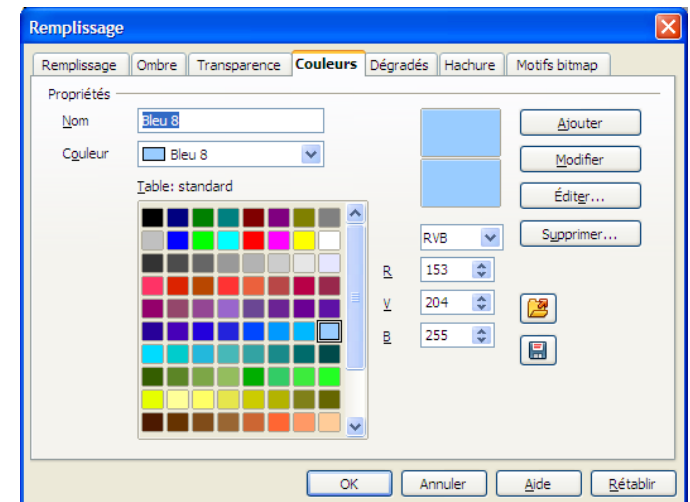 Remplissage
Remplissage Ombre Transparence Couleurs Dégradés Hachure Motifs bitmap
Propriétés
Nom Bleu 8 Ajouter
Couleur Bleu 8 Modifier
Table: standard Éditer...
RVB Supprimer...
R 153
V 204
B 255
OK Annuler Aide Rétablir